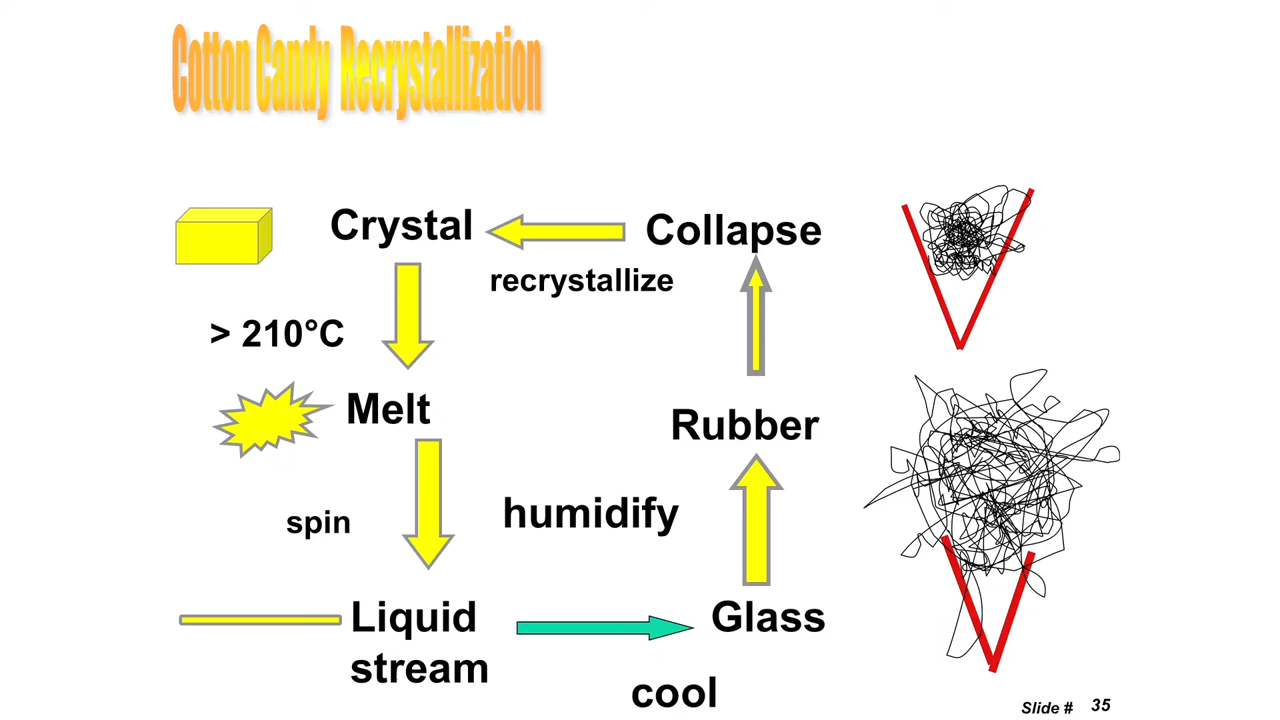 Cotton Candy Recrystallization
Crystal
Collapse
recrystallize
> 210°C
Melt
Rubber
spin
humidify
Liquid
stream
Glass
cool
Slide # 35